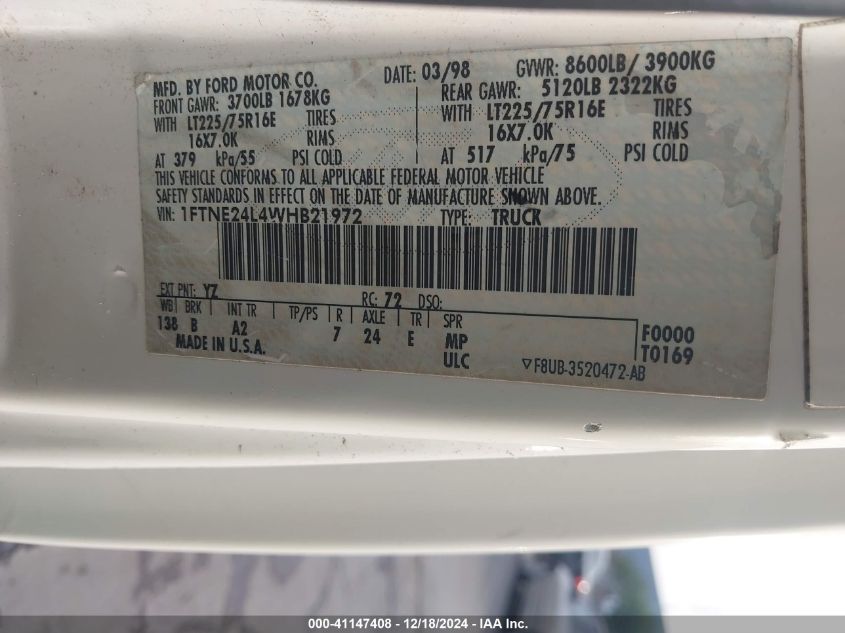 MFD. BY FORD MOTOR CO.
DATE: 03/98 GVWR: 8600LB/ 3900KG
FRONT GAWR: 3700LB 1678KG REAR GAWR: 5120LB 2322KG
WITH LT225/75R16E TIRES WITH LT225/75R16E TIRES
16X7.0K RIMS 16X7.0K RIMS
AT 379 kPa/55 PSI COLD AT 517 kPa/75 PSI COLD
THIS VEHICLE CONFORMS TO ALL APPLICABLE FEDERAL MOTOR VEHICLE
SAFETY STANDARDS IN EFFECT ON THE DATE OF MANUFACTURE SHOWN ABOVE.
VIN: 1FTNE24L4WHB21972 TYPE: TRUCK
EXT PNT: YZ RC: 72 DSO:
WB BRK INT TR TP/PS R AXLE TR SPR
138 B A2 7 24 E MP F0000
MADE IN U.S.A. ULC T0169
▽F8UB-3520472-AB
000-41147408 - 12/18/2024 - IAA Inc.